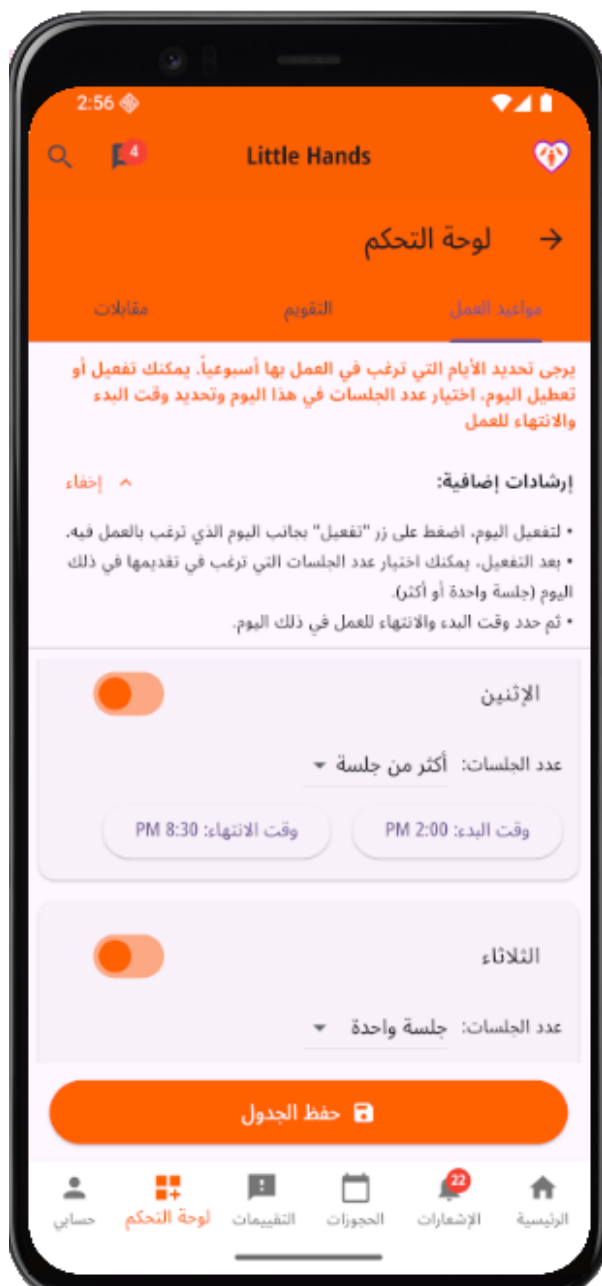 2:56
4
Little Hands
لوحة التحكم
مواعيد العمل
التقويم
مقابلات
يرجى تحديد الأيام التي ترغب في العمل بها أسبوعياً. يمكنك تفعيل أو
تعطيل اليوم، اختيار عدد الجلسات في هذا اليوم وتحديد وقت البدء
والانتهاء للعمل
إرشادات إضافية:
إخفاء
• لتفعيل اليوم، اضغط على زر "تفعيل" بجانب اليوم الذي ترغب بالعمل فيه.
• بعد التفعيل، يمكنك اختيار عدد الجلسات التي ترغب في تقديمها في ذلك
اليوم (جلسة واحدة أو أكثر).
• ثم حدد وقت البدء والانتهاء للعمل في ذلك اليوم.
الإثنين
عدد الجلسات: أكثر من جلسة
وقت البدء: 2:00 PM
وقت الانتهاء: 8:30 PM
الثلاثاء
عدد الجلسات: جلسة واحدة
حفظ الجدول
22
الرئيسية
الإشعارات
الحجوزات
التقييمات
لوحة التحكم
حسابي